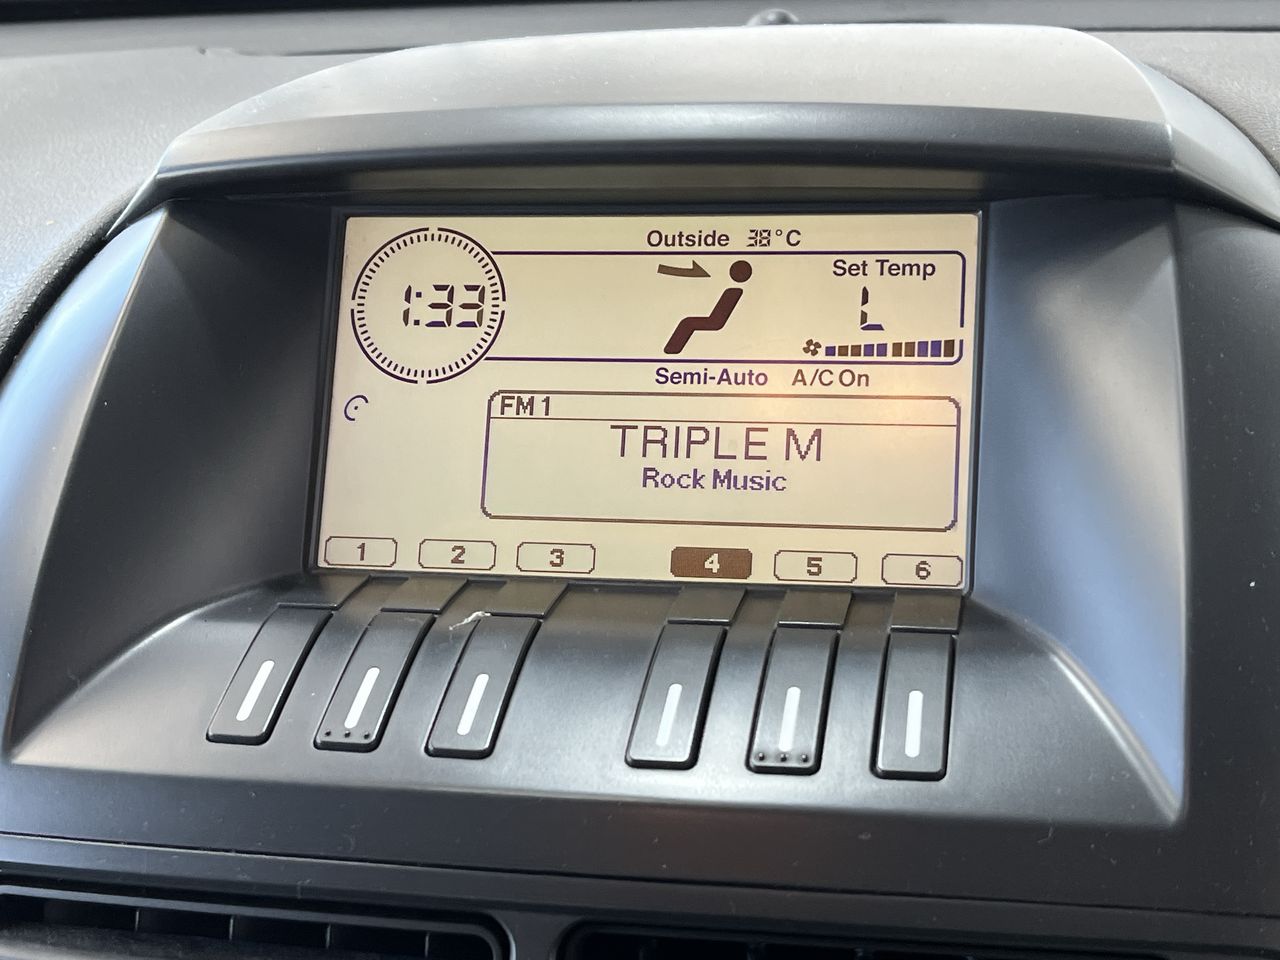 Outside 38°C
1:33
Set Temp
L
Semi-Auto A/C On
FM 1
TRIPLE M
Rock Music
1 2 3 4 5 6